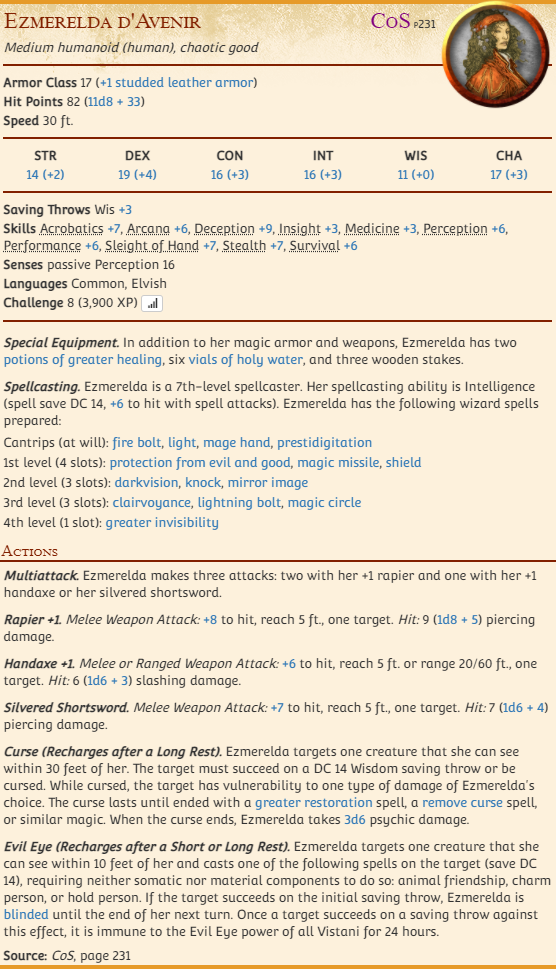 Ezmerelda d'Avenir CoS p231
Medium humanoid (human), chaotic good
Armor Class 17 (+1 studded leather armor)
Hit Points 82 (11d8 + 33)
Speed 30 ft.
STR DEX CON INT WIS CHA
14 (+2) 19 (+4) 16 (+3) 16 (+3) 11 (+0) 17 (+3)
Saving Throws Wis +3
Skills Acrobatics +7, Arcana +6, Deception +9, Insight +3, Medicine +3, Perception +6,
Performance +6, Sleight of Hand +7, Stealth +7, Survival +6
Senses passive Perception 16
Languages Common, Elvish
Challenge 8 (3,900 XP)
Special Equipment. In addition to her magic armor and weapons, Ezmerelda has two
potions of greater healing, six vials of holy water, and three wooden stakes.
Spellcasting. Ezmerelda is a 7th-level spellcaster. Her spellcasting ability is Intelligence
(spell save DC 14, +6 to hit with spell attacks). Ezmerelda has the following wizard spells
prepared:
Cantrips (at will): fire bolt, light, mage hand, prestidigitation
1st level (4 slots): protection from evil and good, magic missile, shield
2nd level (3 slots): darkvision, knock, mirror image
3rd level (3 slots): clairvoyance, lightning bolt, magic circle
4th level (1 slot): greater invisibility
Actions
Multiattack. Ezmerelda makes three attacks: two with her +1 rapier and one with her +1
handaxe or her silvered shortsword.
Rapier +1. Melee Weapon Attack: +8 to hit, reach 5 ft., one target. Hit: 9 (1d8 + 5) piercing
damage.
Handaxe +1. Melee or Ranged Weapon Attack: +6 to hit, reach 5 ft. or range 20/60 ft., one
target. Hit: 6 (1d6 + 3) slashing damage.
Silvered Shortsword. Melee Weapon Attack: +7 to hit, reach 5 ft., one target. Hit: 7 (1d6 + 4)
piercing damage.
Curse (Recharges after a Long Rest). Ezmerelda targets one creature that she can see
within 30 feet of her. The target must succeed on a DC 14 Wisdom saving throw or be
cursed. While cursed, the target has vulnerability to one type of damage of Ezmerelda's
choice. The curse lasts until ended with a greater restoration spell, a remove curse spell,
or similar magic. When the curse ends, Ezmerelda takes 3d6 psychic damage.
Evil Eye (Recharges after a Short or Long Rest). Ezmerelda targets one creature that she
can see within 10 feet of her and casts one of the following spells on the target (save DC
14), requiring neither somatic nor material components to do so: animal friendship, charm
person, or hold person. If the target succeeds on the initial saving throw, Ezmerelda is
blinded until the end of her next turn. Once a target succeeds on a saving throw against
this effect, it is immune to the Evil Eye power of all Vistani for 24 hours.
Source: CoS, page 231